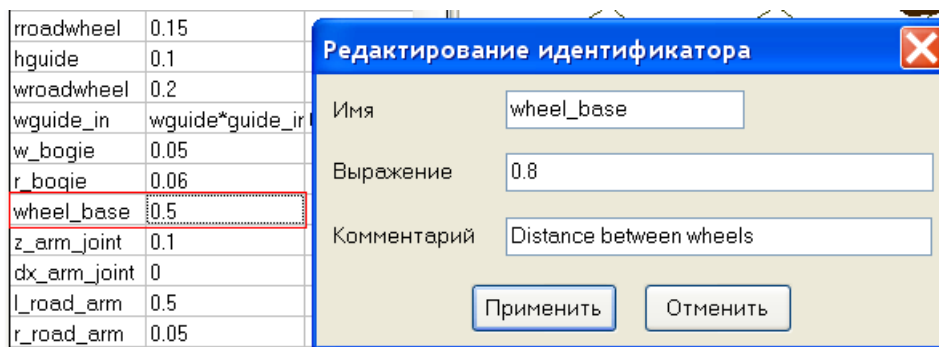 rroadwheel 0.15
hguide 0.1
wroadwheel 0.2
wguide_in wguide*guide_in
w_bogie 0.05
r_bogie 0.06
wheel_base 0.5
z_arm_joint 0.1
dx_arm_joint 0
l_road_arm 0.5
r_road_arm 0.05
Редактирование идентификатора
Имя wheel_base
Выражение 0.8
Комментарий Distance between wheels
Применить Отменить